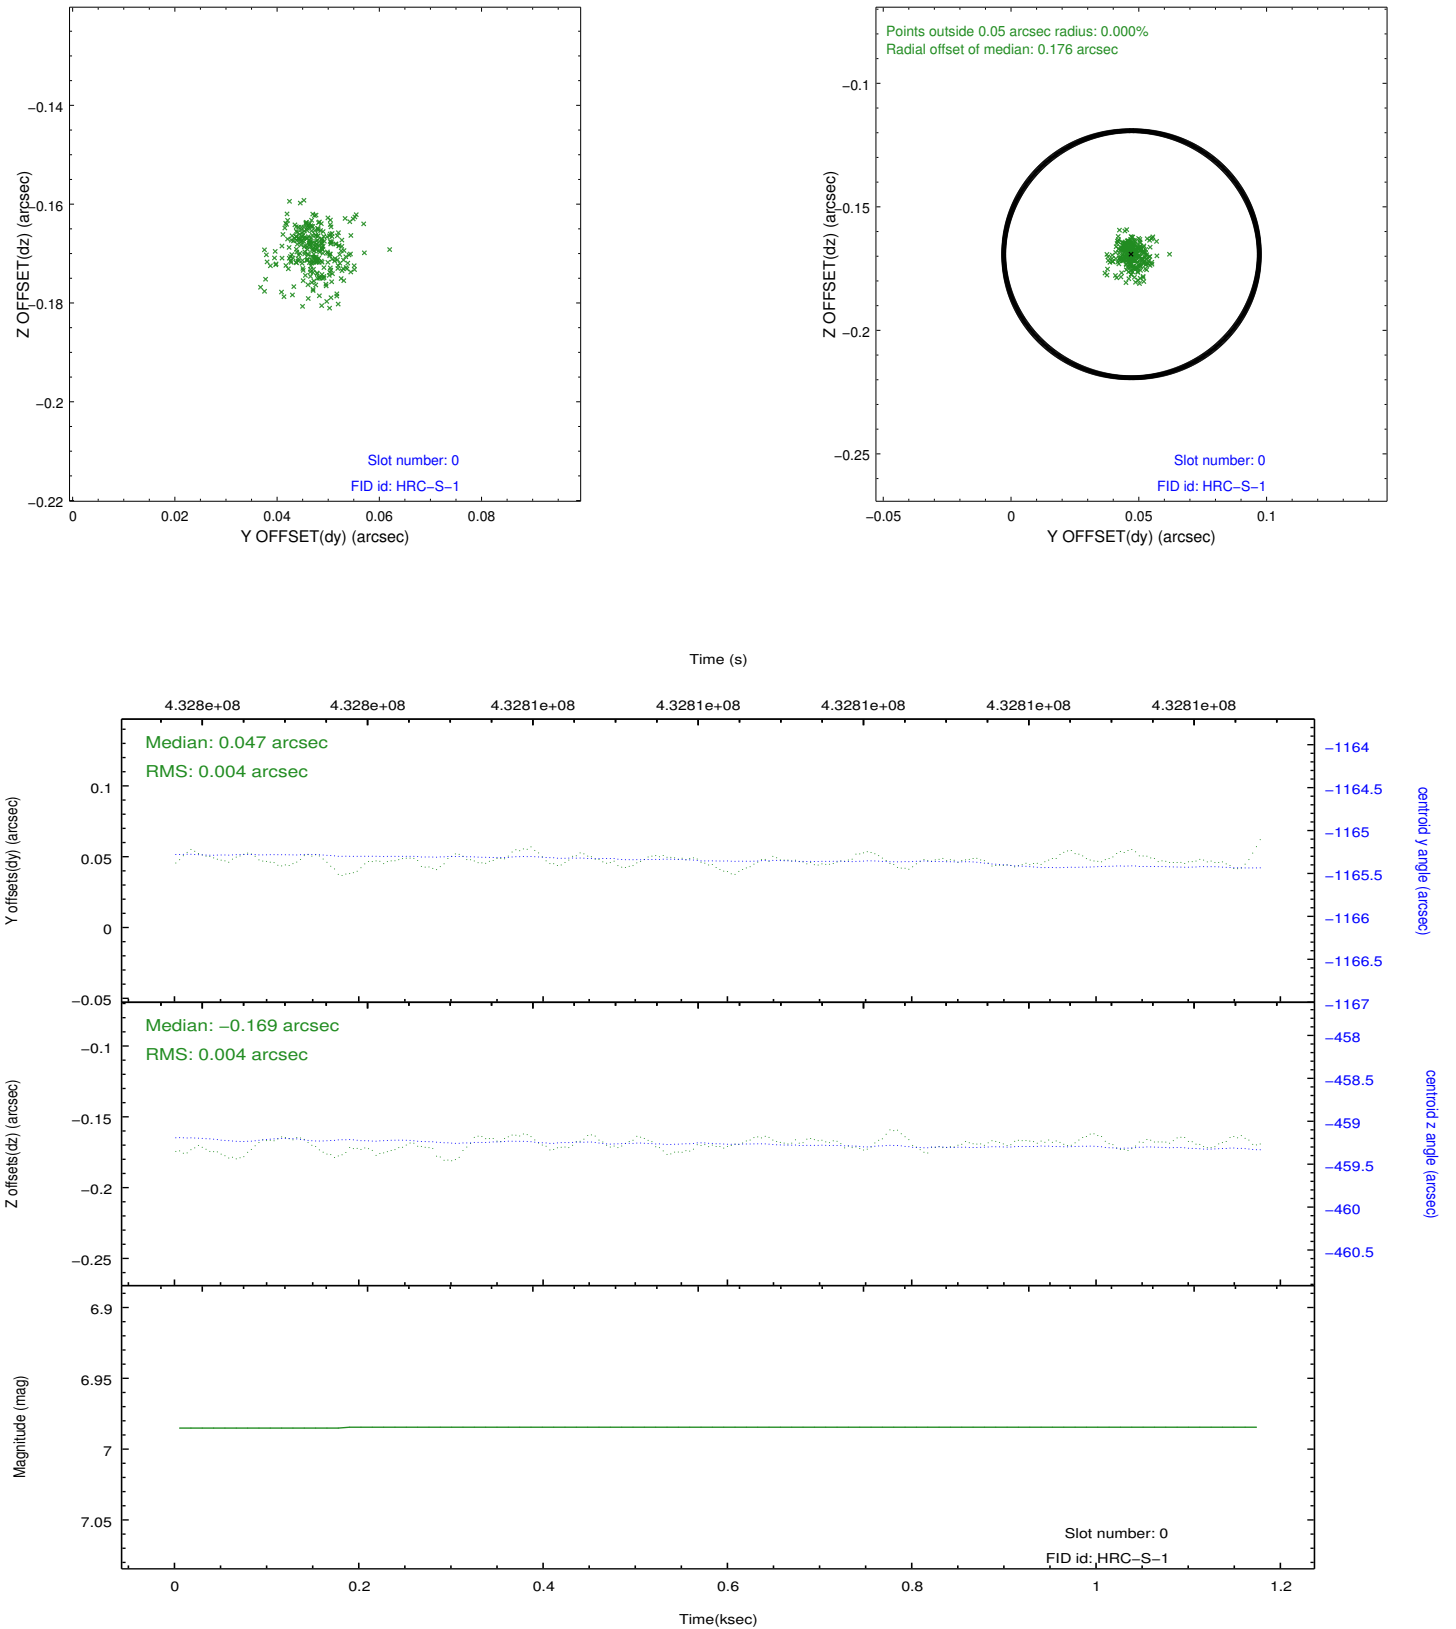 Points outside 0.05 arcsec radius: 0.000%
Radial offset of median: 0.176 arcsec
−0.14
−0.16
−0.18
−0.2
−0.22
Z OFFSET(dz) (arcsec)
Slot number: 0
FID id: HRC−S−1
0 0.02 0.04 0.06 0.08
Y OFFSET(dy) (arcsec)
−0.1
−0.15
−0.2
−0.25
Z OFFSET(dz) (arcsec)
Slot number: 0
FID id: HRC−S−1
−0.05 0 0.05 0.1
Y OFFSET(dy) (arcsec)
Time (s)
4.328e+08 4.328e+08 4.3281e+08 4.3281e+08 4.3281e+08 4.3281e+08 4.3281e+08
Median: 0.047 arcsec
RMS: 0.004 arcsec
0.1
0.05
0
−0.05
Y offsets(dy) (arcsec)
−1164
−1164.5
−1165
−1165.5
−1166
−1166.5
−1167
centroid y angle (arcsec)
Median: −0.169 arcsec
RMS: 0.004 arcsec
−0.1
−0.15
−0.2
−0.25
Z offsets(dz) (arcsec)
−458
−458.5
−459
−459.5
−460
−460.5
centroid z angle (arcsec)
6.9
6.95
7
7.05
Magnitude (mag)
Slot number: 0
FID id: HRC−S−1
0 0.2 0.4 0.6 0.8 1 1.2
Time(ksec)